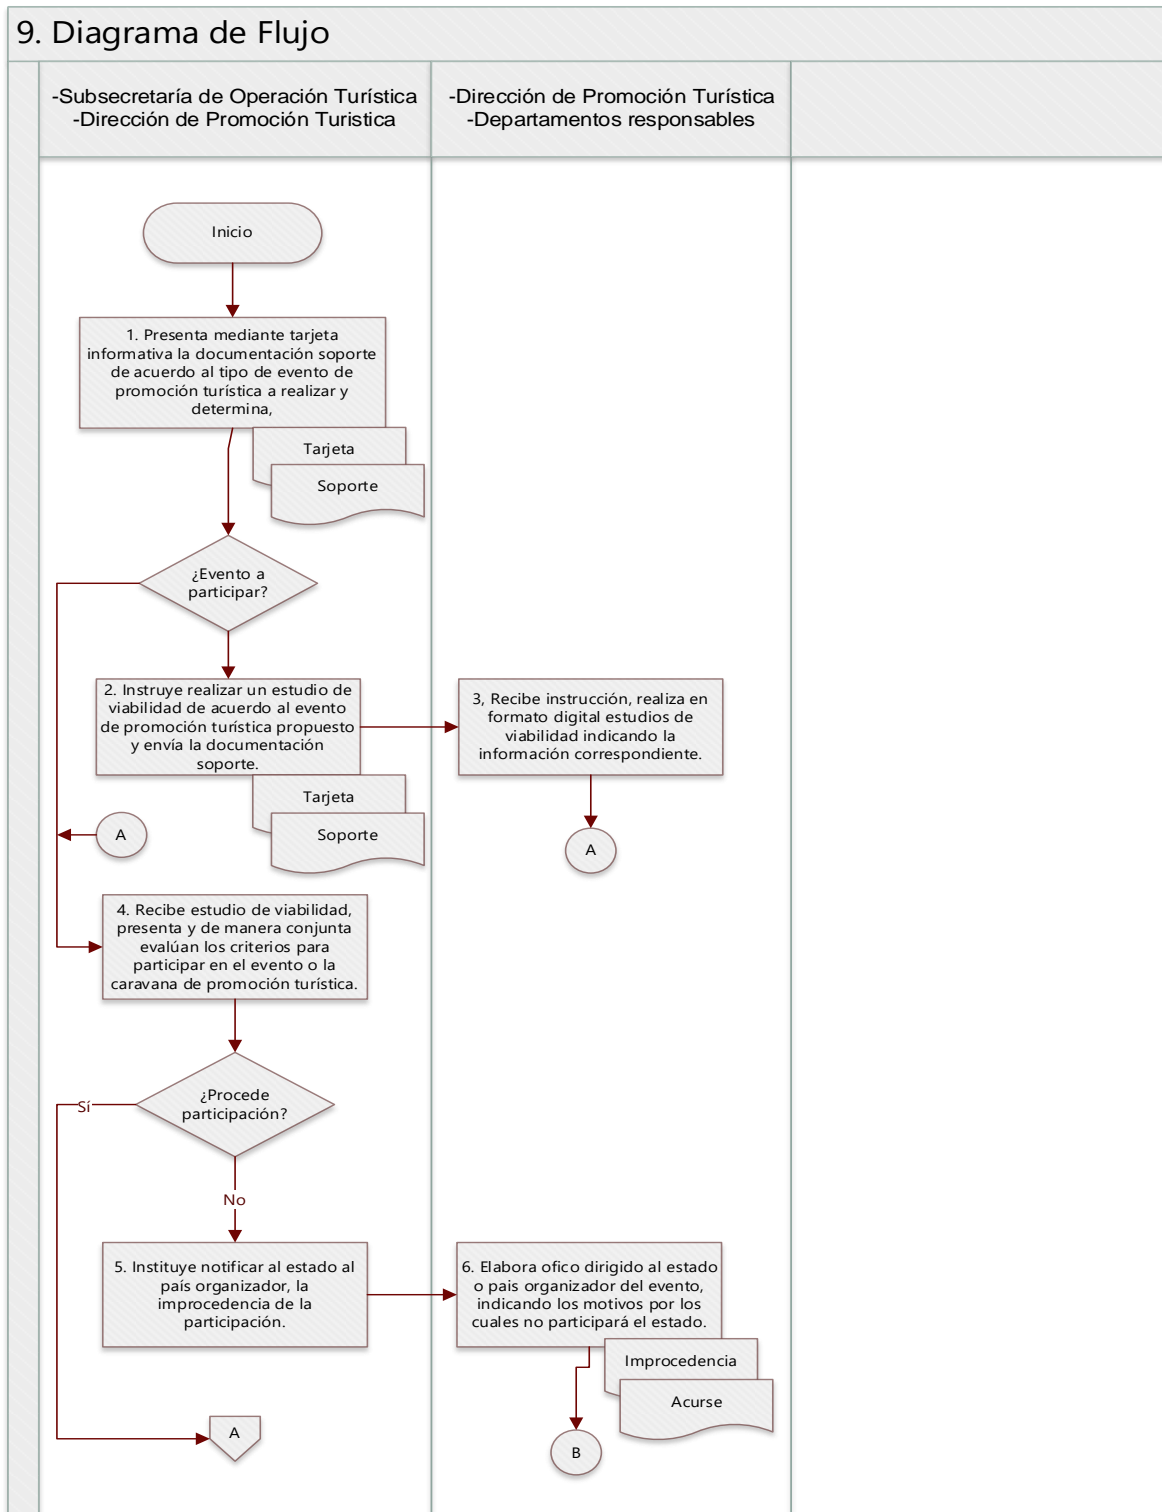 9. Diagrama de Flujo
-Subsecretaría de Operación Turística
-Dirección de Promoción Turistica
-Dirección de Promoción Turística
-Departamentos responsables
Inicio
1. Presenta mediante tarjeta
informativa la documentación soporte
de acuerdo al tipo de evento de
promoción turística a realizar y
determina,
Tarjeta
Soporte
¿Evento a
participar?
2. Instruye realizar un estudio de
viabilidad de acuerdo al evento
de promoción turística propuesto
y envía la documentación
soporte.
Tarjeta
Soporte
3, Recibe instrucción, realiza en
formato digital estudios de
viabilidad indicando la
información correspondiente.
A
A
4. Recibe estudio de viabilidad,
presenta y de manera conjunta
evalúan los criterios para
participar en el evento o la
caravana de promoción turística.
¿Procede
participación?
Sí
No
5. Instituye notificar al estado al
país organizador, la
improcedencia de la
participación.
6. Elabora ofico dirigido al estado
o pais organizador del evento,
indicando los motivos por los
cuales no participará el estado.
Improcedencia
Acurse
A
B